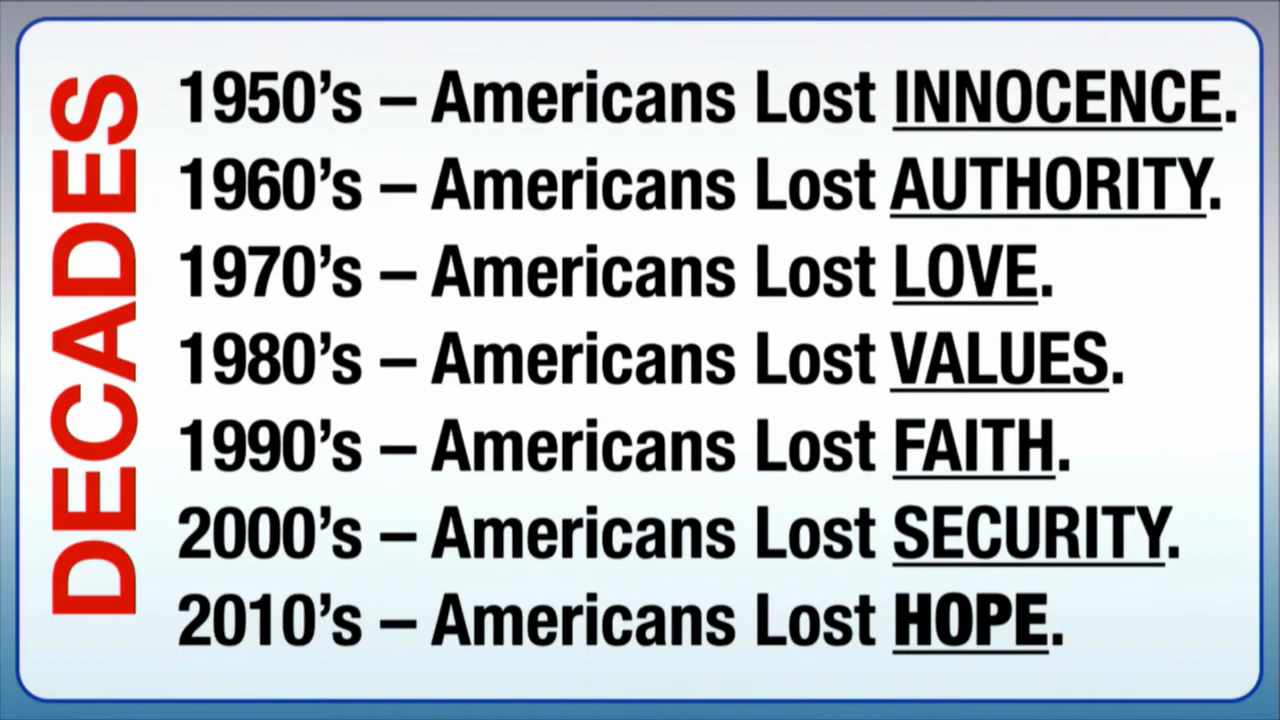 DECADES
1950’s – Americans Lost INNOCENCE.
1960’s – Americans Lost AUTHORITY.
1970’s – Americans Lost LOVE.
1980’s – Americans Lost VALUES.
1990’s – Americans Lost FAITH.
2000’s – Americans Lost SECURITY.
2010’s – Americans Lost HOPE.